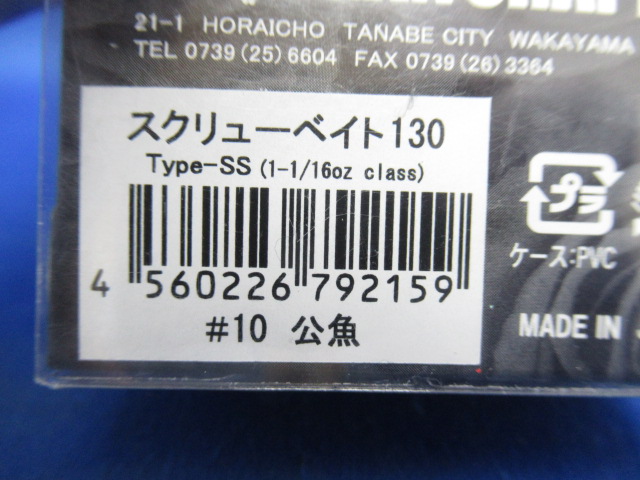 21-1 HORAICHO TANABE CITY WAKAYAMA
TEL 0739 (25) 6604 FAX 0739 (26) 3364
スクリューベイト130
Type-SS (1-1/16oz class)
4 560226 792159
#10 公魚
プラ
ケース:PVC
MADE IN